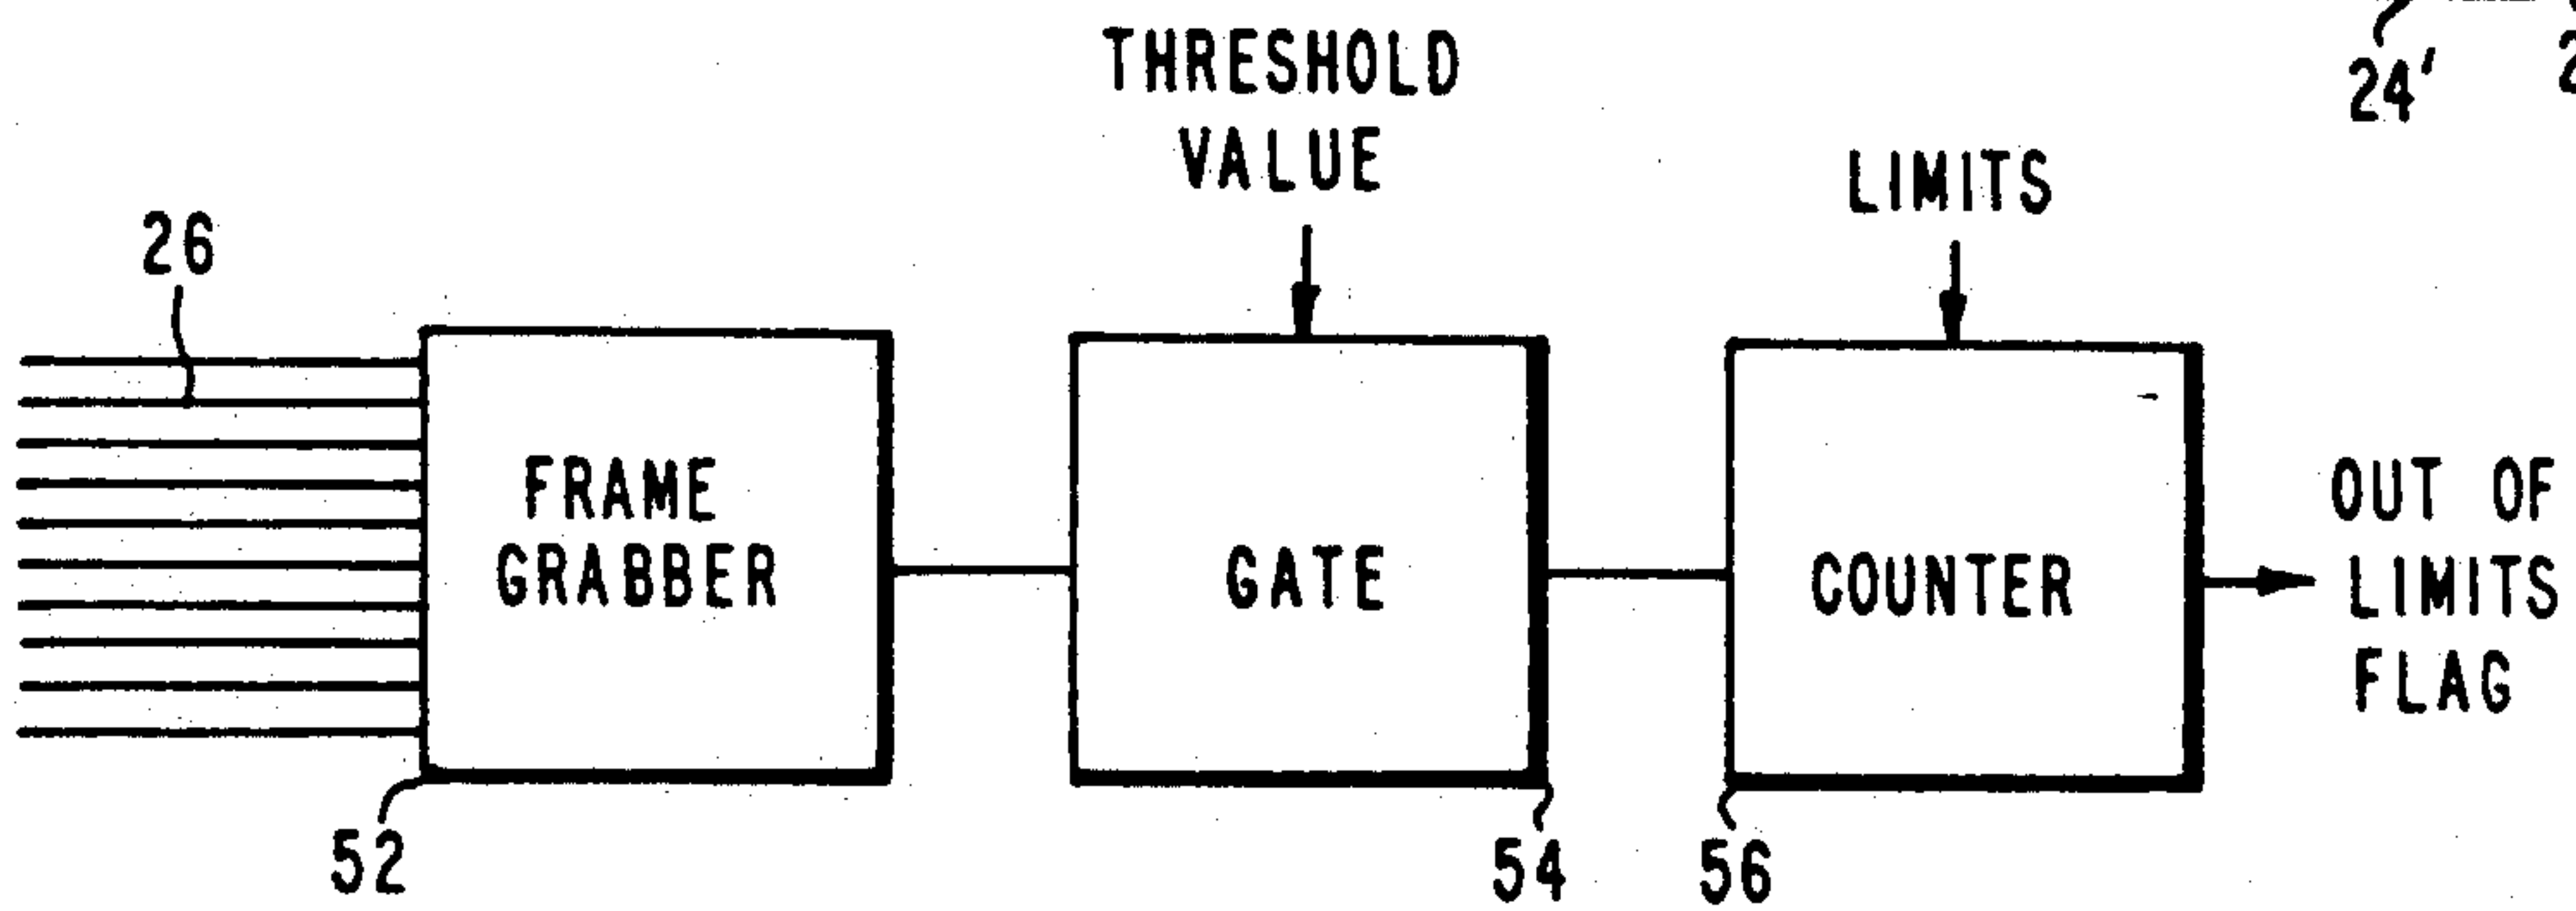 THRESHOLD
VALUE
24'
LIMITS
26
FRAME
GRABBER
GATE
COUNTER
OUT OF
LIMITS
FLAG
52
54
56